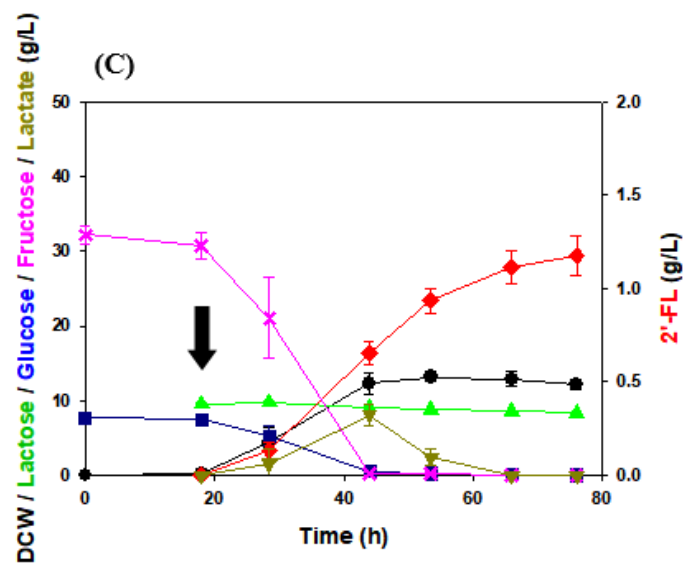 (C)
DCW / Lactose / Glucose / Fructose / Lactate (g/L)
50
40
30
20
10
0
2.0
1.5
1.0
0.5
0.0
2'-FL (g/L)
0 20 40 60 80
Time (h)